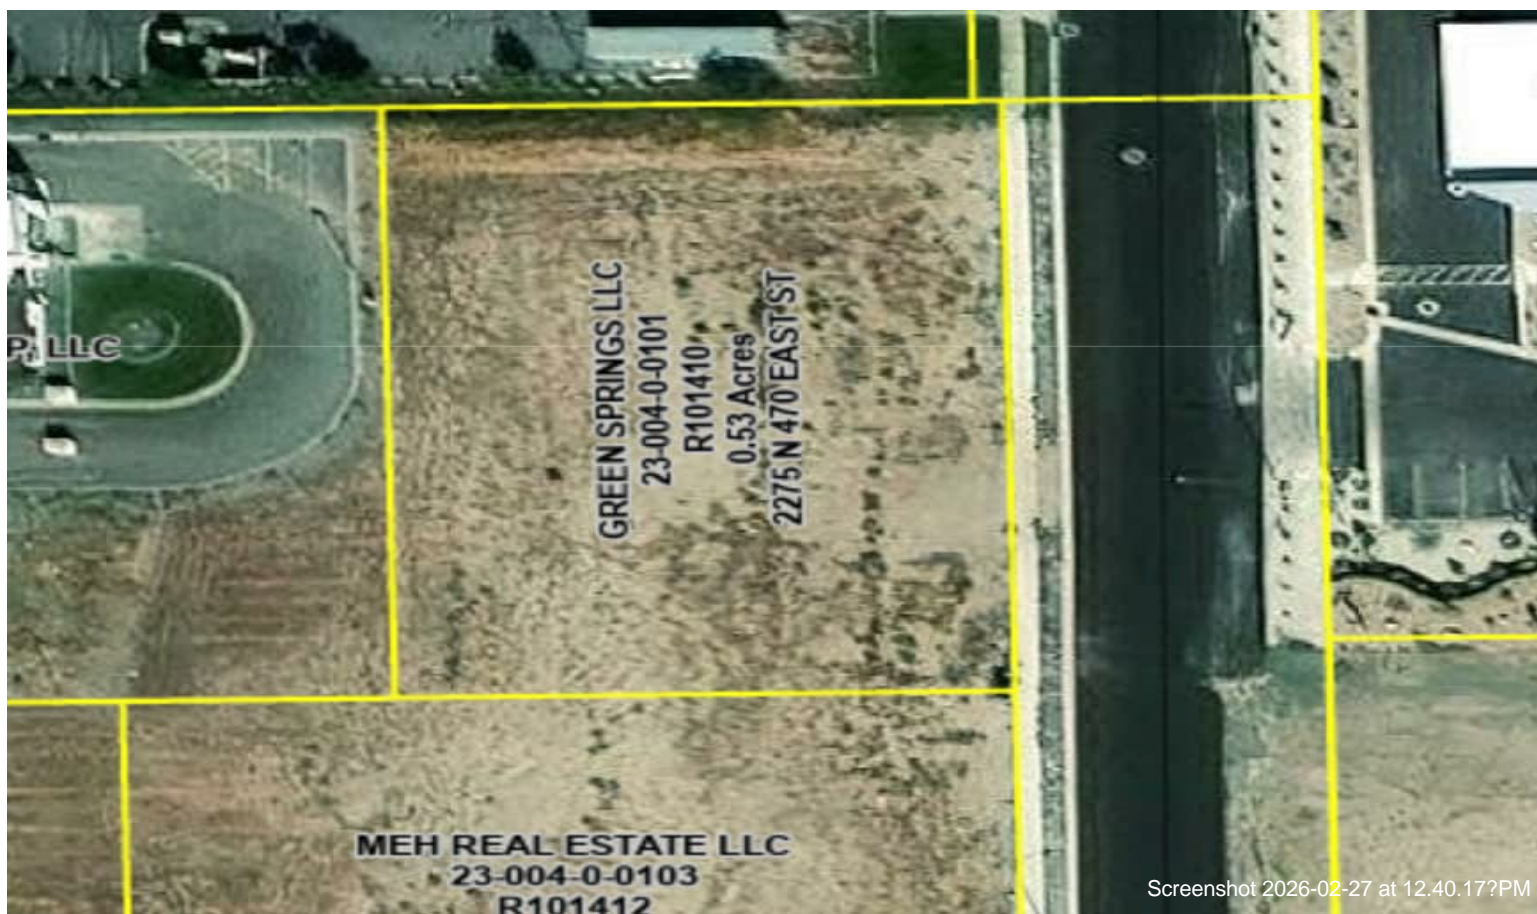 P, LLC
GREEN SPRINGS LLC
23-004-0-0101
R101410
0.53 Acres
2275 N 470 EAST ST
MEH REAL ESTATE LLC
23-004-0-0103
R101412
Screenshot 2026-02-27 at 12.40.17?PM